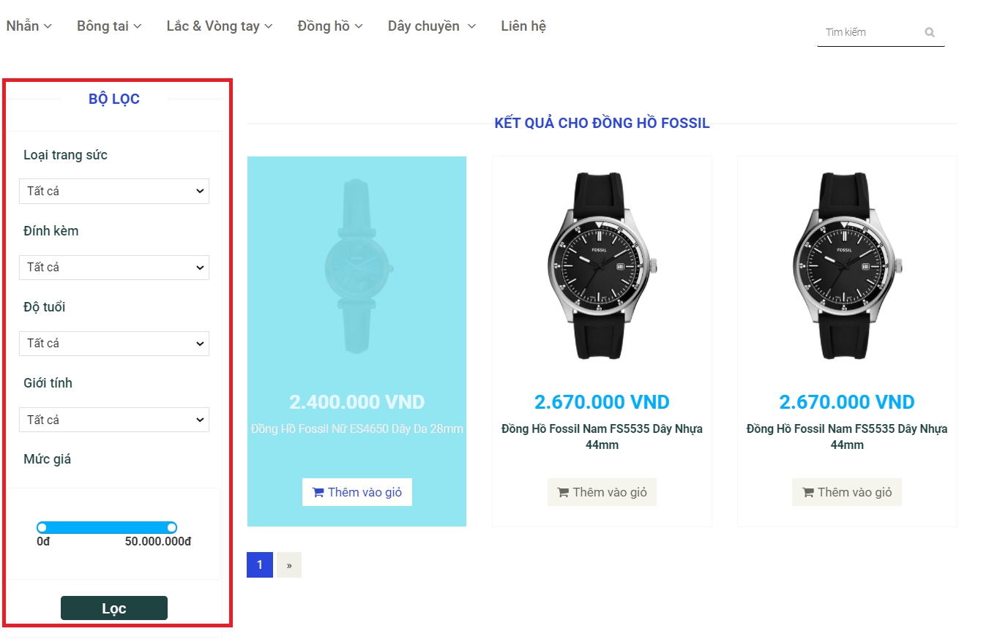 Nhẫn Bông tai Lắc & Vòng tay Đồng hồ Dây chuyền Liên hệ
Tìm kiếm
BỘ LỌC
Loại trang sức
Tất cả
Đính kèm
Tất cả
Độ tuổi
Tất cả
Giới tính
Tất cả
Mức giá
0đ 50.000.000đ
Lọc
KẾT QUẢ CHO ĐỒNG HỒ FOSSIL
2.400.000 VND
Đồng Hồ Fossil Nữ ES4650 Dây Da 28mm
Thêm vào giỏ
FOSSIL
2.670.000 VND
Đồng Hồ Fossil Nam FS5535 Dây Nhựa
44mm
Thêm vào giỏ
FOSSIL
2.670.000 VND
Đồng Hồ Fossil Nam FS5535 Dây Nhựa
44mm
Thêm vào giỏ
1 »